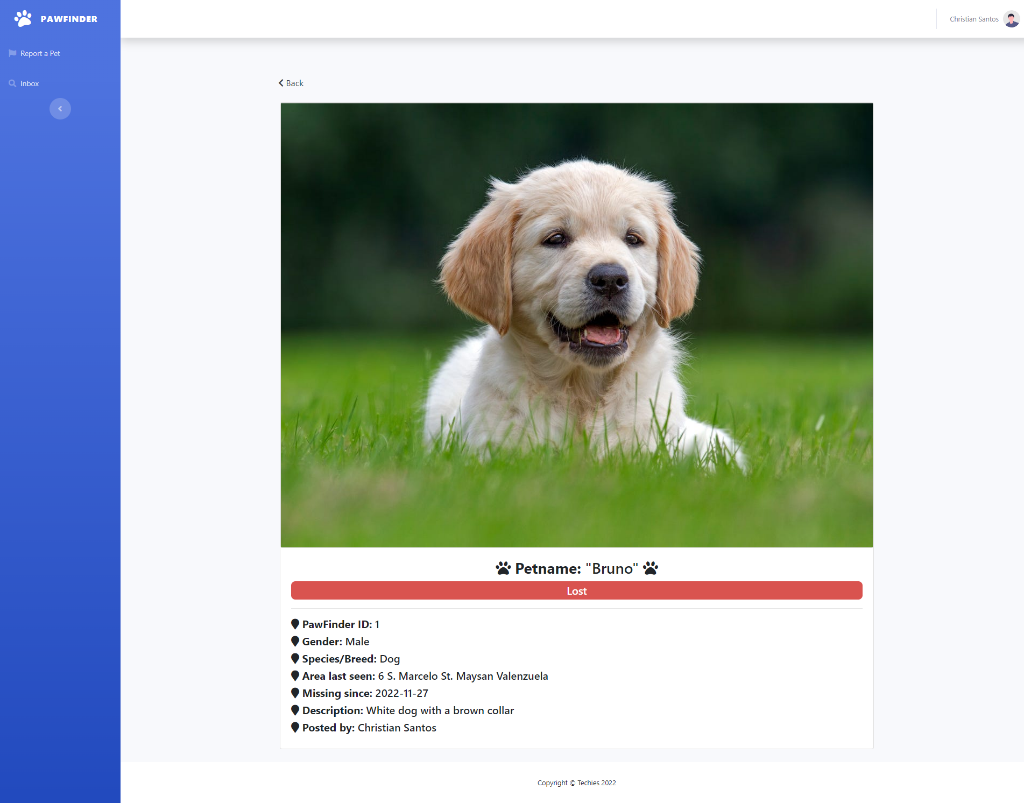 PAWFINDER
Christian Santos
Report a Pet
Inbox
Back
Petname: "Bruno"
Lost
PawFinder ID: 1
Gender: Male
Species/Breed: Dog
Area last seen: 6 S. Marcelo St. Maysan Valenzuela
Missing since: 2022-11-27
Description: White dog with a brown collar
Posted by: Christian Santos
Copyright © Techies 2022